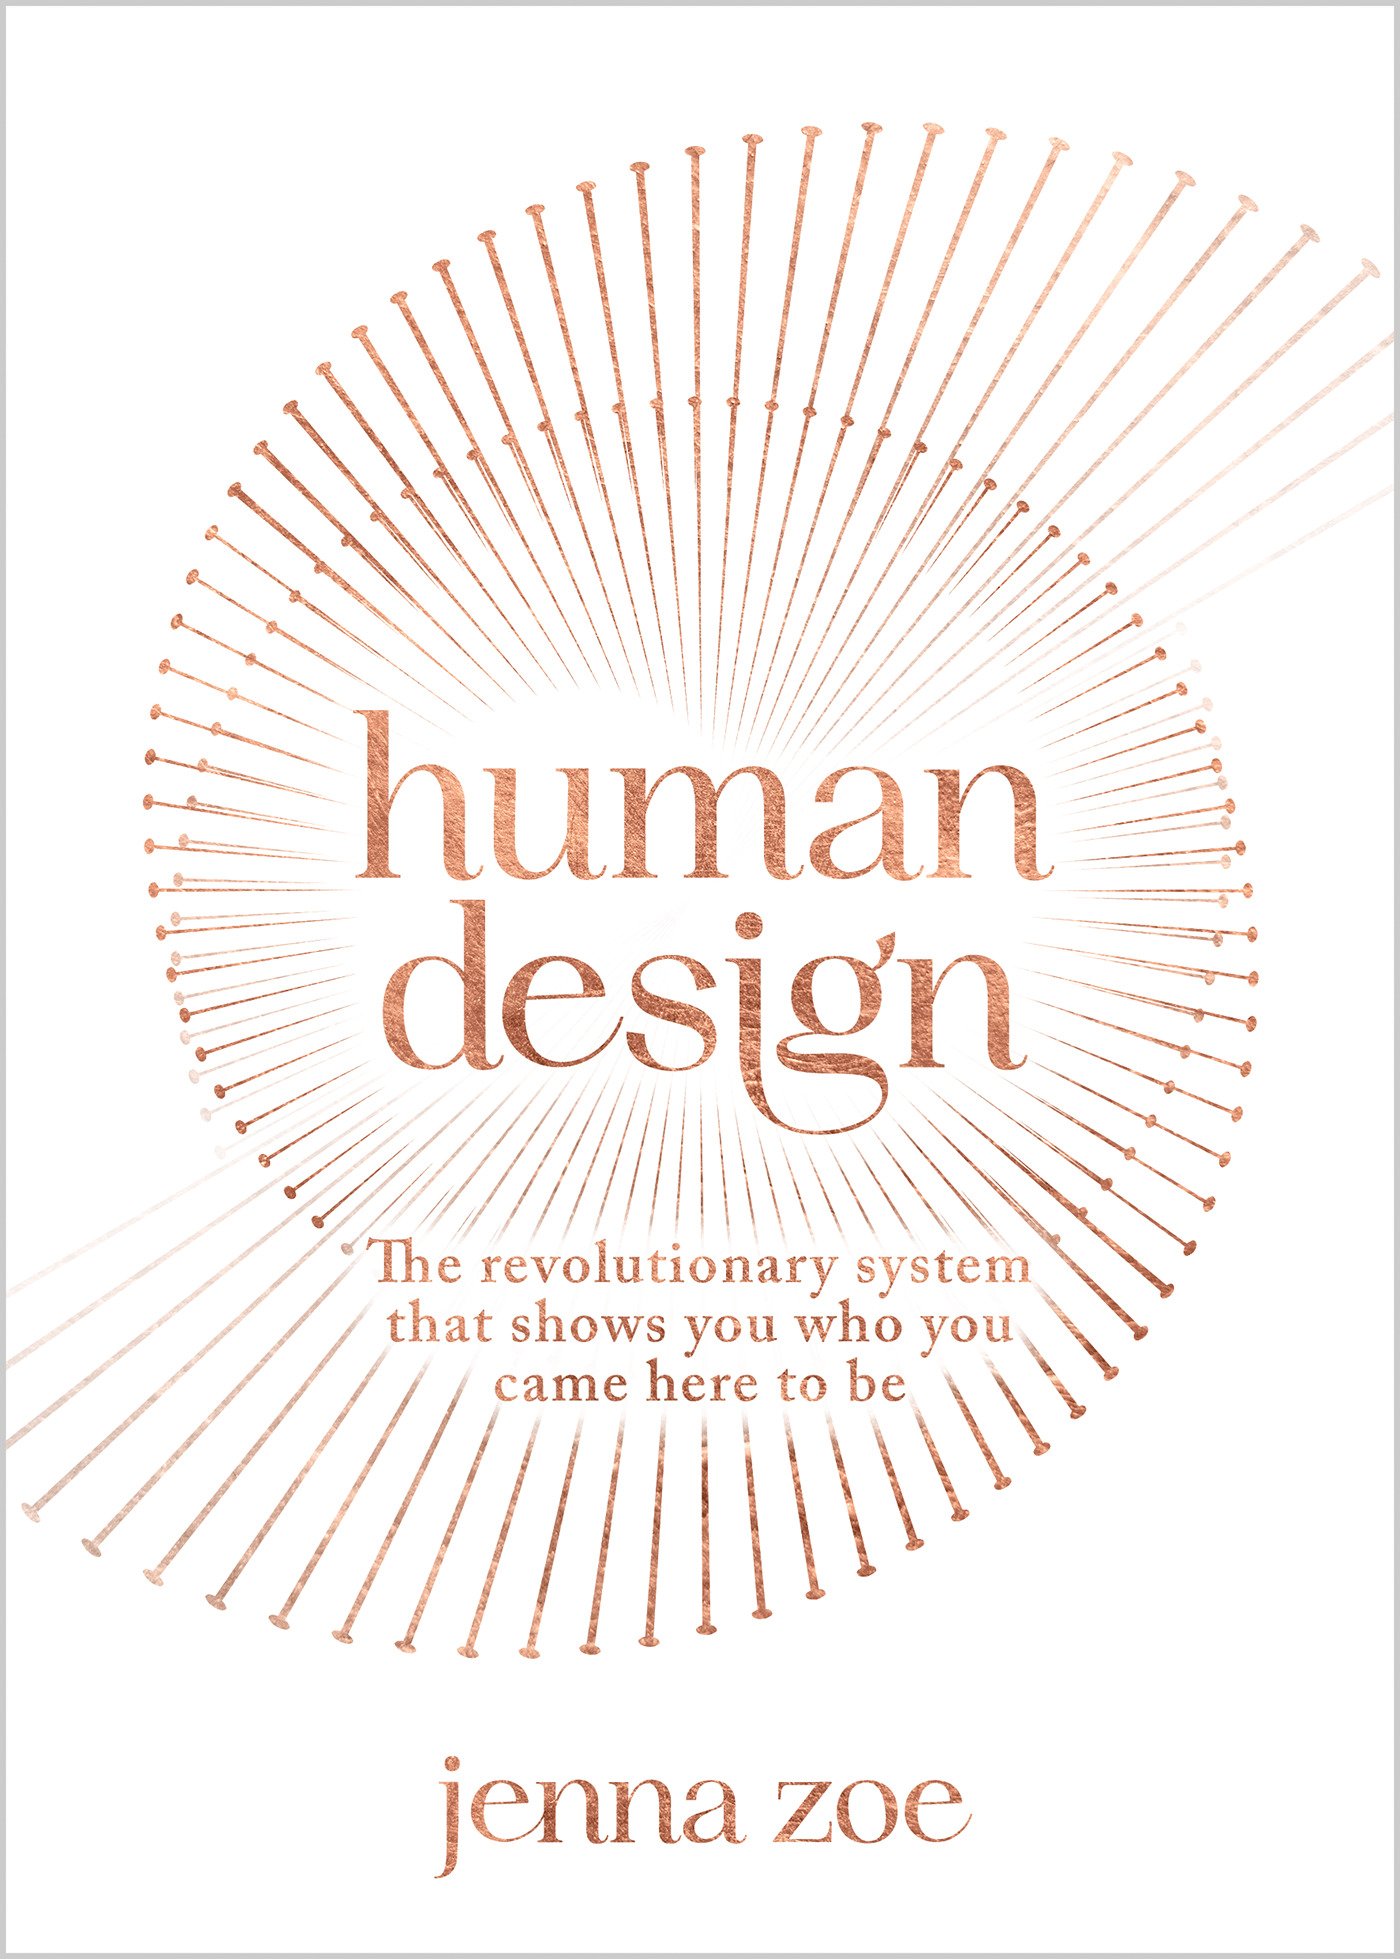 human
design
The revolutionary system
that shows you who you
came here to be
jenna zoe